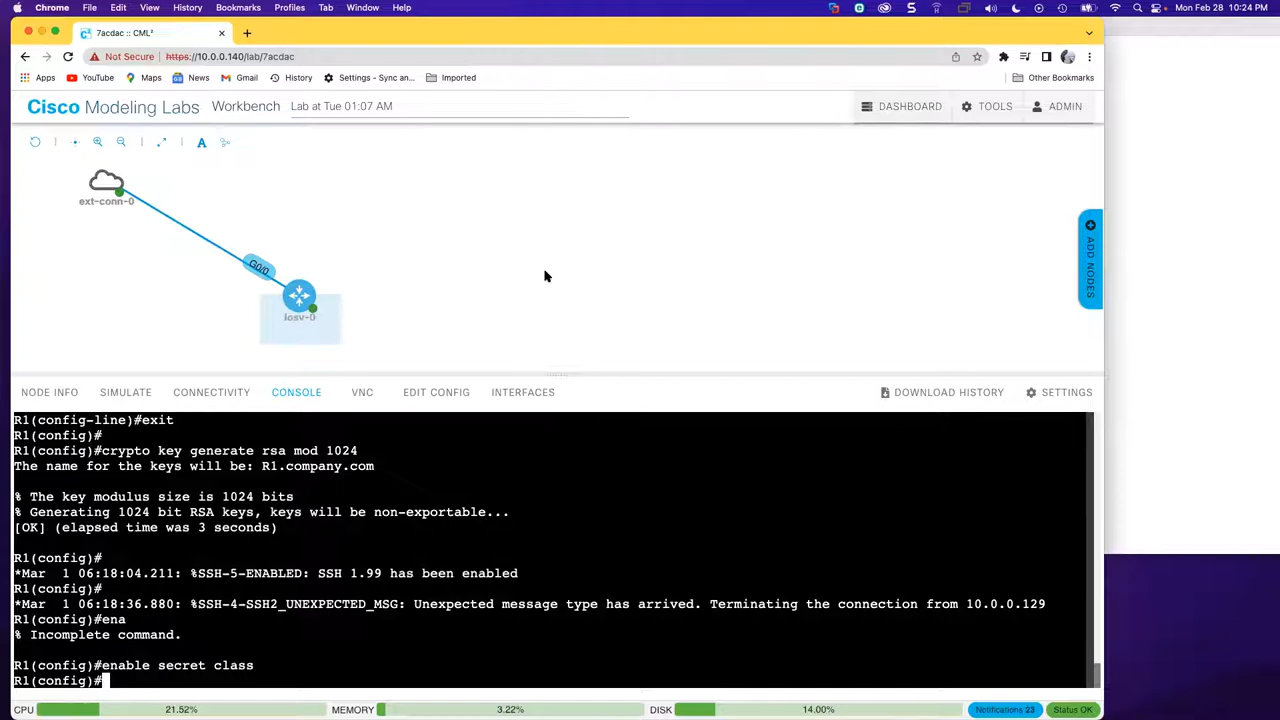 Chrome File Edit View History Bookmarks Profiles Tab Window Help Mon Feb 28 10:24 PM
7acdac :: CML²
Not Secure https://10.0.0.140/lab/7acdac
Apps YouTube Maps News Gmail History Settings - Sync an... Imported Other Bookmarks
Cisco Modeling Labs Workbench Lab at Tue 01:07 AM DASHBOARD TOOLS ADMIN
A
ext-conn-0
G0/0
iosv-0
ADD NODES
NODE INFO SIMULATE CONNECTIVITY CONSOLE VNC EDIT CONFIG INTERFACES DOWNLOAD HISTORY SETTINGS
R1(config-line)#exit
R1(config)#
R1(config)#crypto key generate rsa mod 1024
The name for the keys will be: R1.company.com
% The key modulus size is 1024 bits
% Generating 1024 bit RSA keys, keys will be non-exportable...
[OK] (elapsed time was 3 seconds)
R1(config)#
*Mar  1 06:18:04.211: %SSH-5-ENABLED: SSH 1.99 has been enabled
R1(config)#
*Mar  1 06:18:36.880: %SSH-4-SSH2_UNEXPECTED_MSG: Unexpected message type has arrived. Terminating the connection from 10.0.0.129
R1(config)#ena
% Incomplete command.
R1(config)#enable secret class
R1(config)#
CPU 21.52% MEMORY 3.22% DISK 14.00% Notifications 23 Status OK